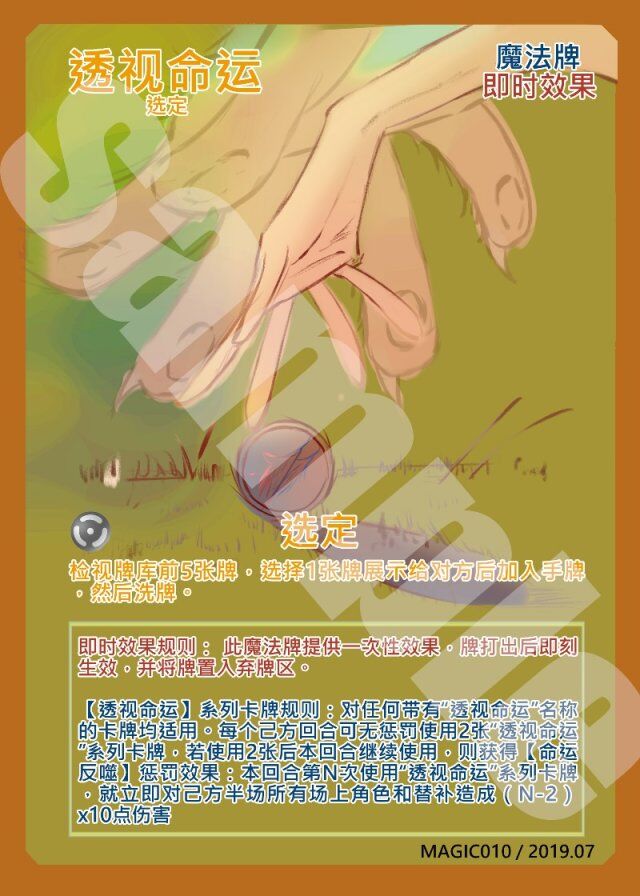 透视命运
选定
魔法牌
即时效果
Sample
选定
检视牌库前5张牌，选择1张牌展示给对方后加入手牌
，然后洗牌。
即时效果规则： 此魔法牌提供一次性效果，牌打出后即刻
生效，并将牌置入弃牌区。
【透视命运】系列卡牌规则：对任何带有“透视命运”名称
的卡牌均适用。每个己方回合可无惩罚使用2张“透视命运
”系列卡牌，若使用2张后本回合继续使用，则获得【命运
反噬】惩罚效果：本回合第N次使用“透视命运”系列卡牌
，就立即对己方半场所有场上角色和替补造成（N-2）
x10点伤害
MAGIC010 / 2019.07